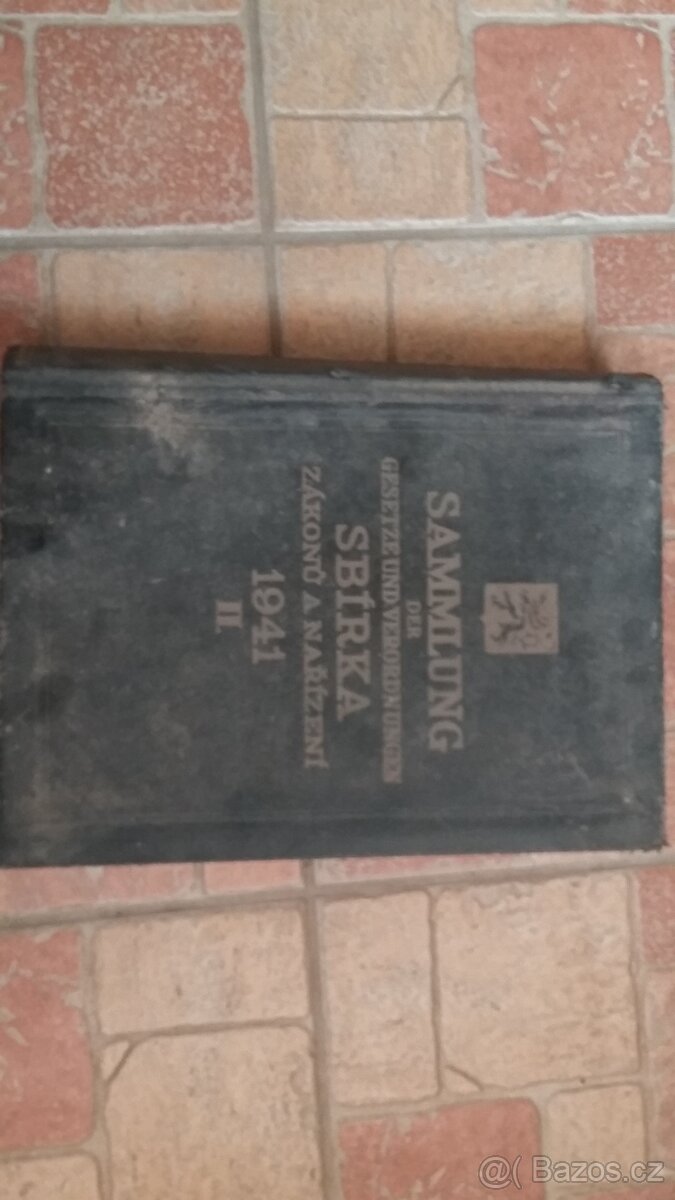 SAMMLUNG
DER
GESETZE UND VERORDNUNGEN
SBÍRKA
ZÁKONŮ A NAŘÍZENÍ
1941
II
@ Bazos.cz